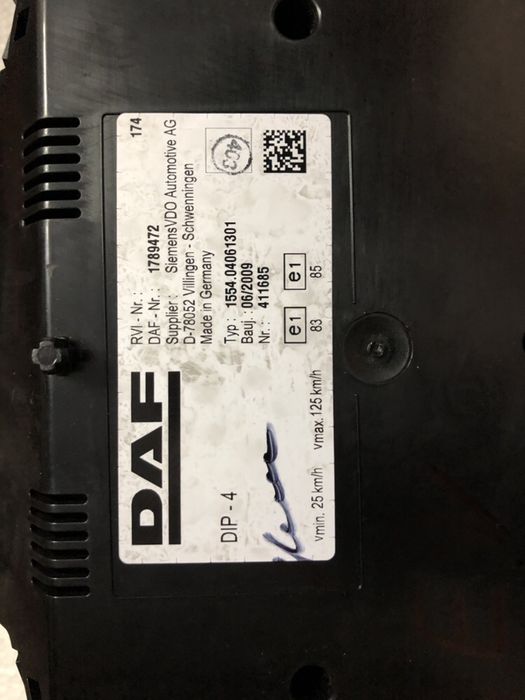 DAF
RVI - Nr. :
174
DAF - Nr. : 1789472
Supplier : SiemensVDO Automotive AG
D-78052 Villingen - Schwenningen
Made in Germany
403
DIP - 4
Typ : 1554.04061301
Bauj. : 06/2009
Nr. : 411685
e1 e1
83 85
vmin. 25 km/h vmax.125 km/h